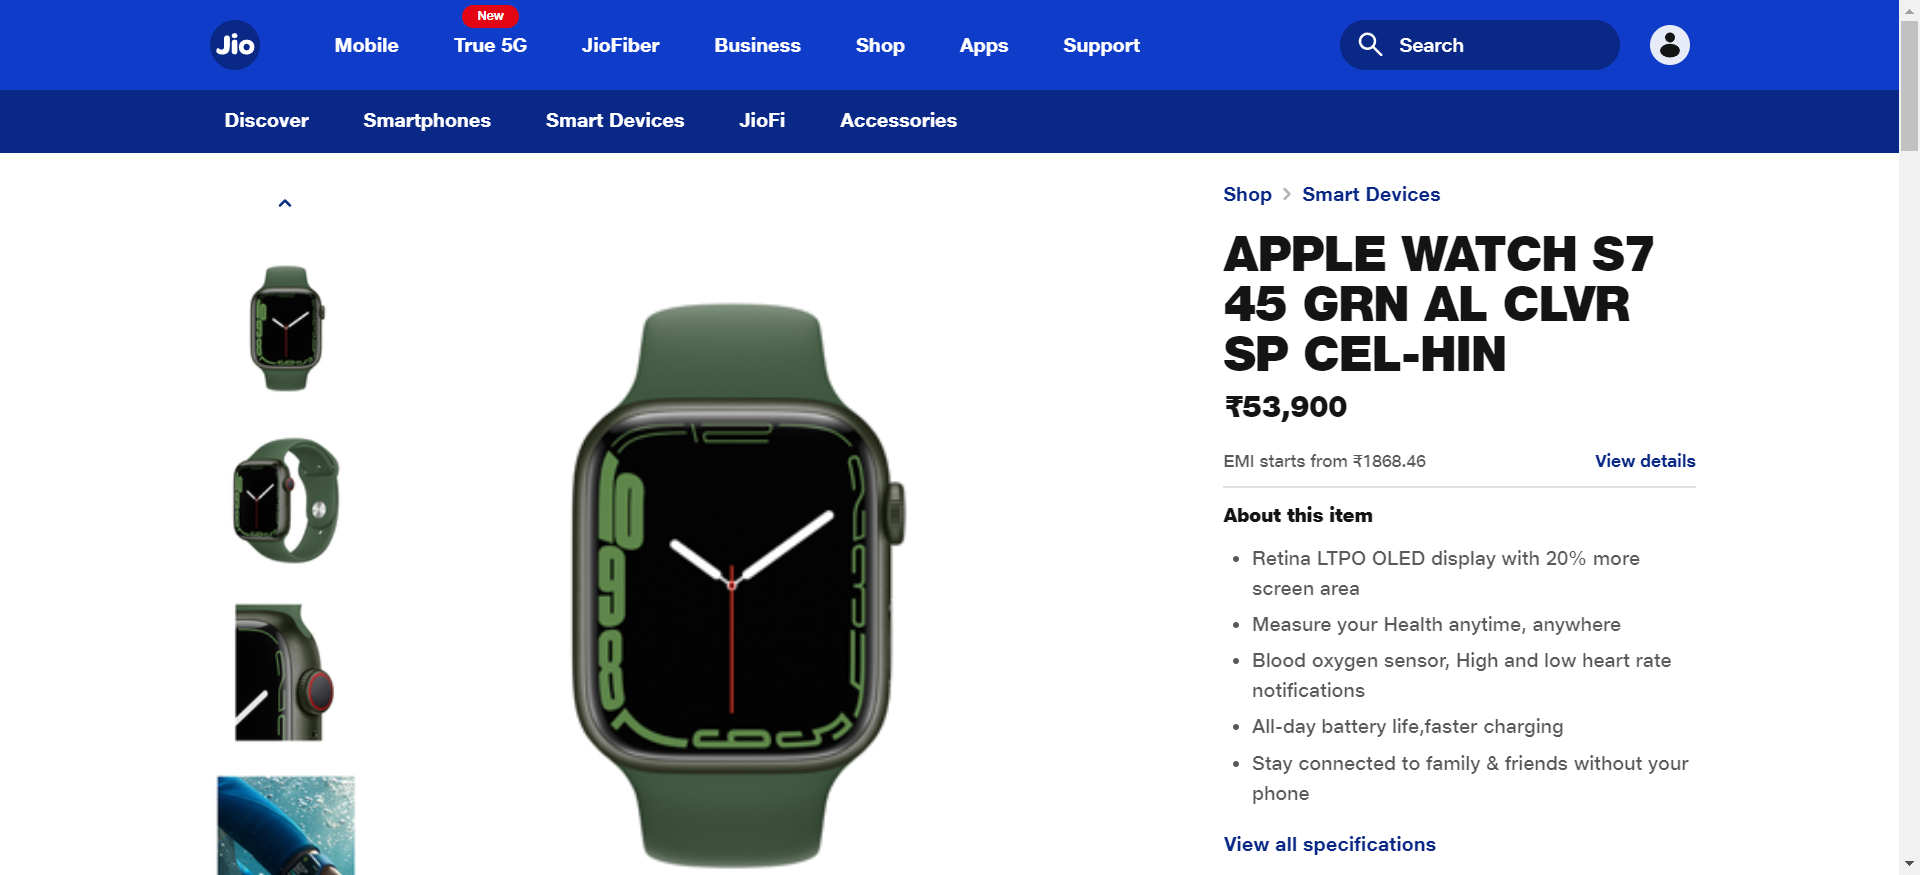 New
Jio
Mobile
True 5G
JioFiber
Business
Shop
Apps
Support
Search
Discover
Smartphones
Smart Devices
JioFi
Accessories
Shop > Smart Devices
APPLE WATCH S7
45 GRN AL CLVR
SP CEL-HIN
₹53,900
EMI starts from ₹1868.46
View details
About this item
• Retina LTPO OLED display with 20% more
screen area
• Measure your Health anytime, anywhere
• Blood oxygen sensor, High and low heart rate
notifications
• All-day battery life,faster charging
• Stay connected to family & friends without your
phone
View all specifications